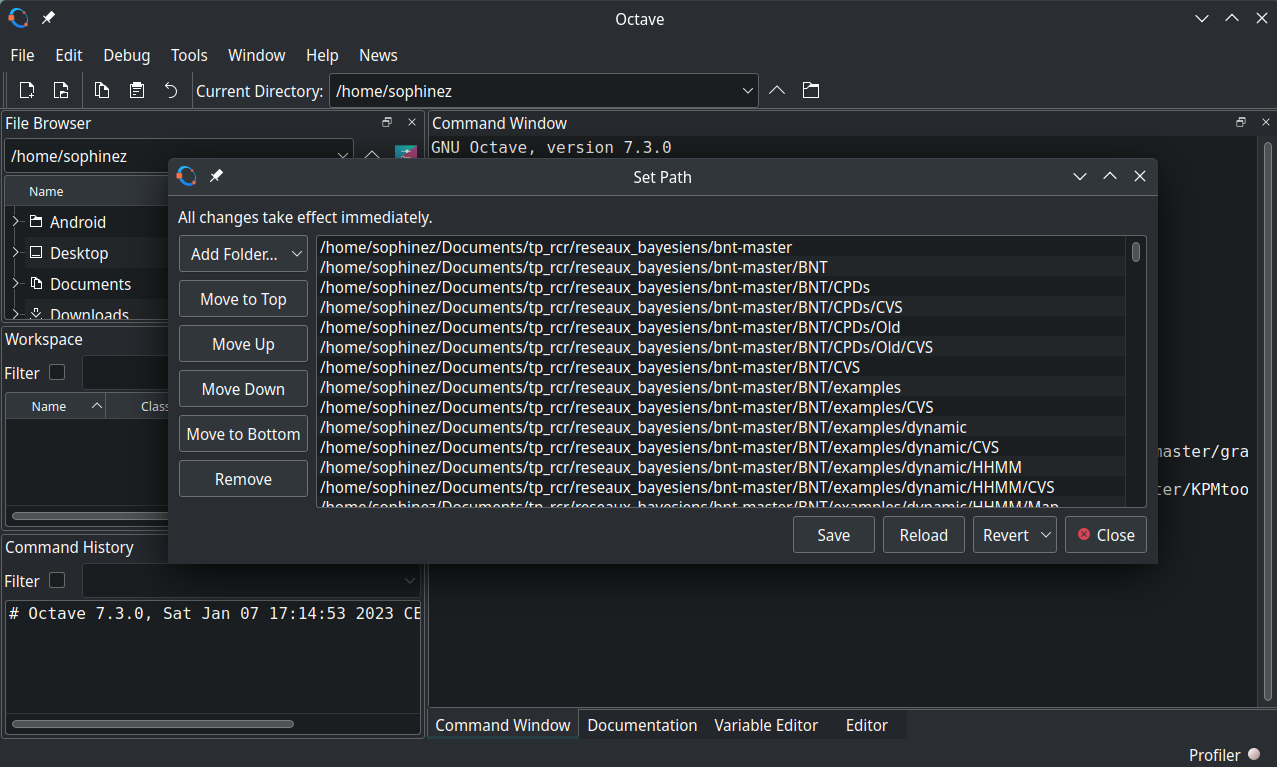 Octave
File Edit Debug Tools Window Help News
Current Directory: /home/sophinez
File Browser
/home/sophinez
Name
Android
Desktop
Documents
Downloads
Workspace
Filter
Name Class
Command History
Filter
# Octave 7.3.0, Sat Jan 07 17:14:53 2023 CE
Command Window
GNU Octave, version 7.3.0
master/gra
ter/KPMtoo
Set Path
All changes take effect immediately.
Add Folder...
Move to Top
Move Up
Move Down
Move to Bottom
Remove
/home/sophinez/Documents/tp_rcr/reseaux_bayesiens/bnt-master
/home/sophinez/Documents/tp_rcr/reseaux_bayesiens/bnt-master/BNT
/home/sophinez/Documents/tp_rcr/reseaux_bayesiens/bnt-master/BNT/CPDs
/home/sophinez/Documents/tp_rcr/reseaux_bayesiens/bnt-master/BNT/CPDs/CVS
/home/sophinez/Documents/tp_rcr/reseaux_bayesiens/bnt-master/BNT/CPDs/Old
/home/sophinez/Documents/tp_rcr/reseaux_bayesiens/bnt-master/BNT/CPDs/Old/CVS
/home/sophinez/Documents/tp_rcr/reseaux_bayesiens/bnt-master/BNT/CVS
/home/sophinez/Documents/tp_rcr/reseaux_bayesiens/bnt-master/BNT/examples
/home/sophinez/Documents/tp_rcr/reseaux_bayesiens/bnt-master/BNT/examples/CVS
/home/sophinez/Documents/tp_rcr/reseaux_bayesiens/bnt-master/BNT/examples/dynamic
/home/sophinez/Documents/tp_rcr/reseaux_bayesiens/bnt-master/BNT/examples/dynamic/CVS
/home/sophinez/Documents/tp_rcr/reseaux_bayesiens/bnt-master/BNT/examples/dynamic/HHMM
/home/sophinez/Documents/tp_rcr/reseaux_bayesiens/bnt-master/BNT/examples/dynamic/HHMM/CVS
/home/sophinez/Documents/tp_rcr/reseaux_bayesiens/bnt-master/BNT/examples/dynamic/HHMM/Map
Save Reload Revert Close
Command Window Documentation Variable Editor Editor
Profiler